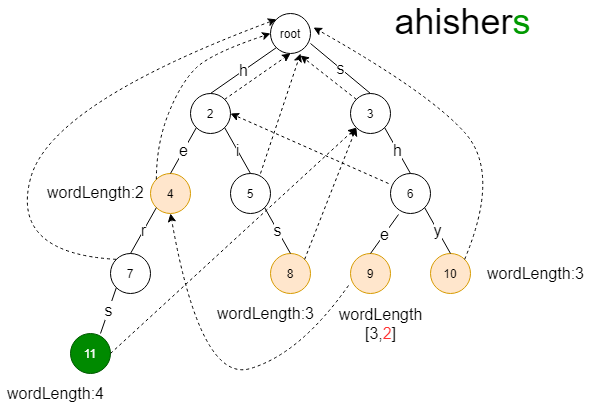 ahishers
root
h
s
2
3
e
i
h
wordLength:2
4
5
6
r
s
e
y
7
8
9
10
wordLength:3
s
wordLength:3
wordLength
[3,2]
11
wordLength:4